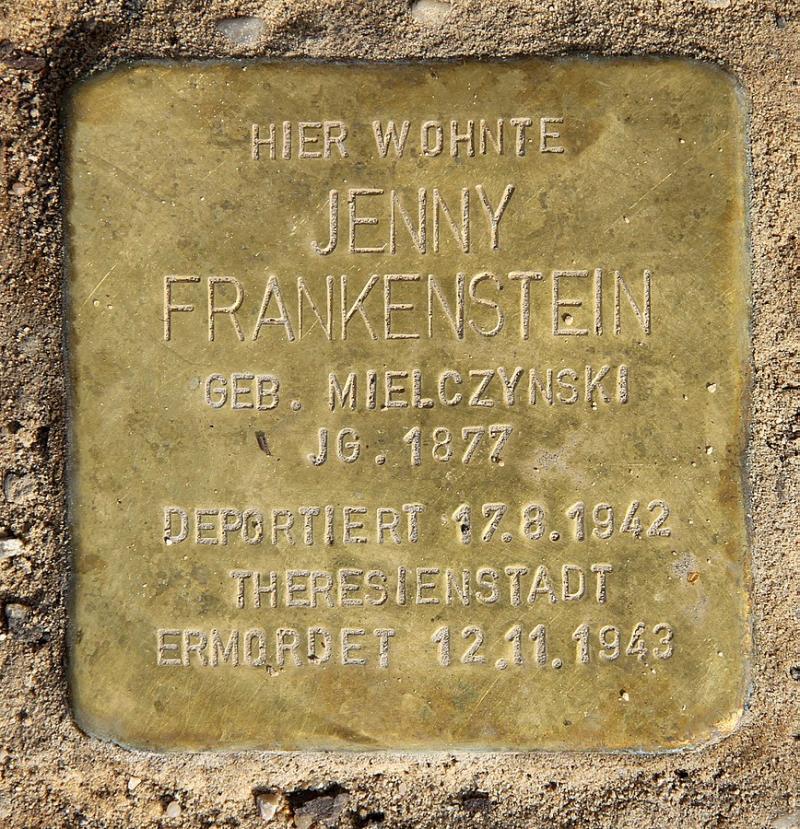 HIER WOHNTE
JENNY
FRANKENSTEIN
GEB. MIELCZYNSKI
JG. 1877
DEPORTIERT 17.8.1942
THERESIENSTADT
ERMORDET 12.11.1943